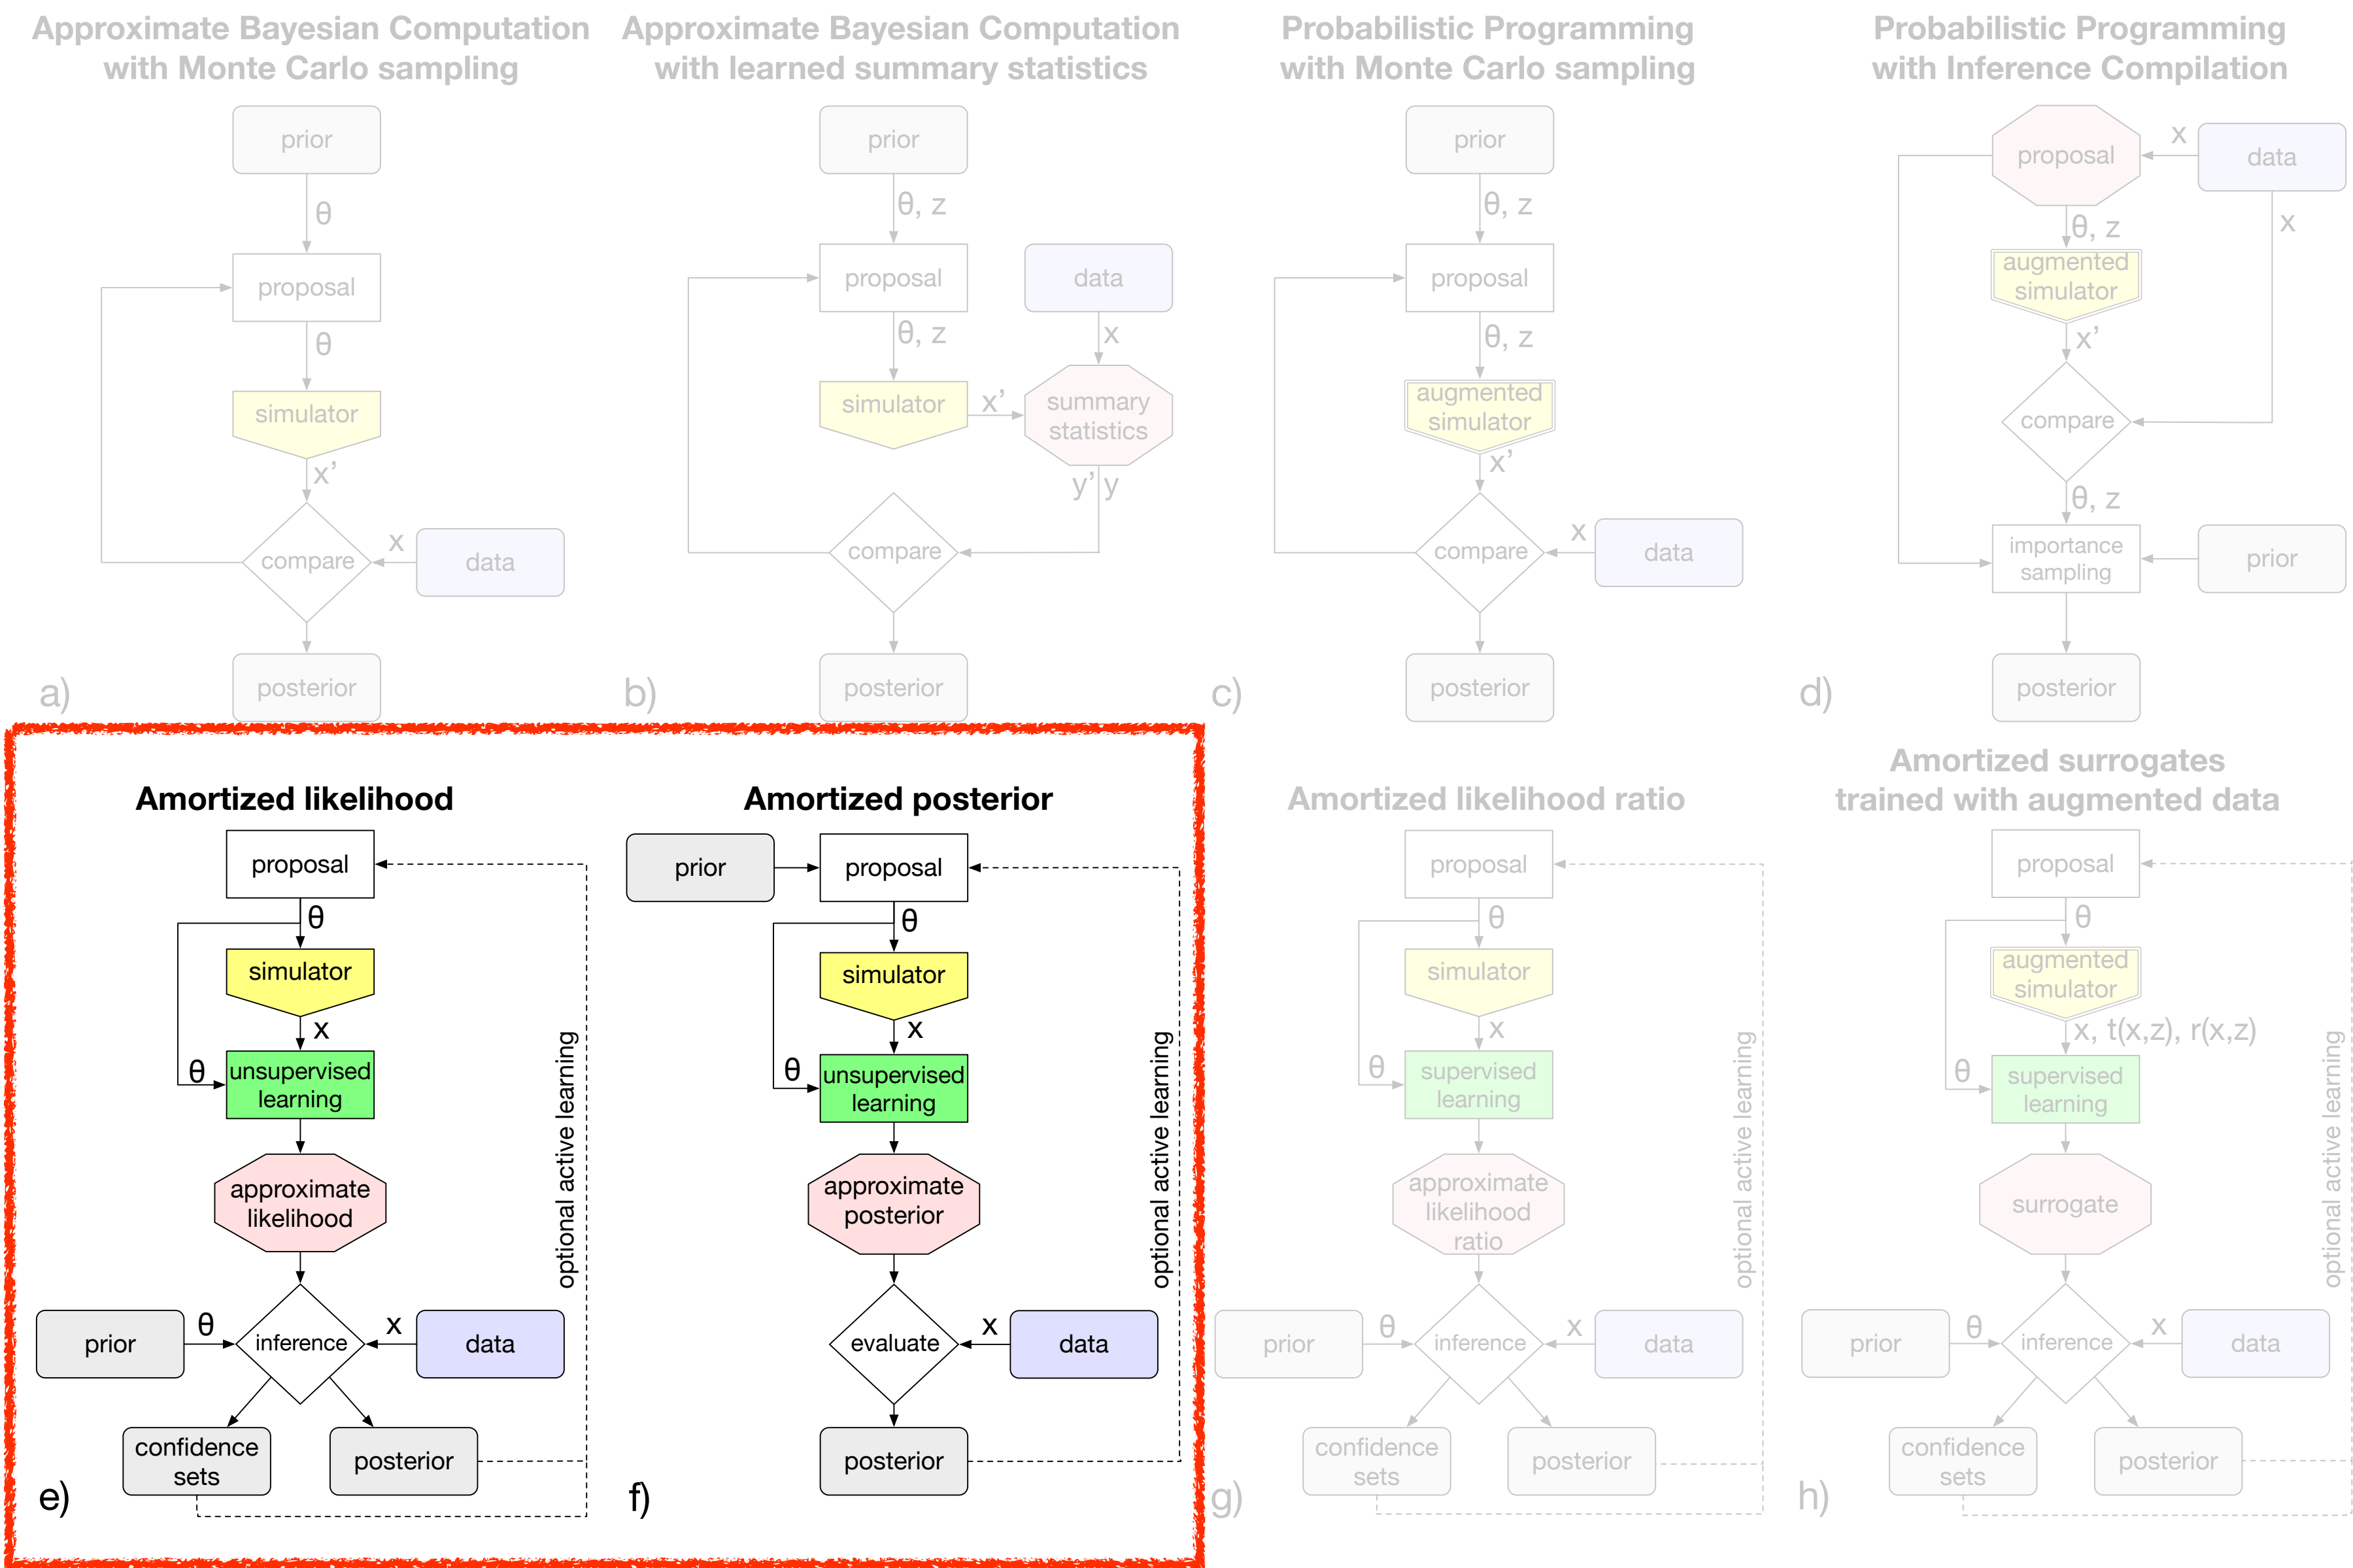 Approximate Bayesian Computation
with Monte Carlo sampling
prior
θ
proposal
θ
simulator
x’
compare
x
data
posterior
a)
Approximate Bayesian Computation
with learned summary statistics
prior
θ, z
proposal
data
θ, z
x
simulator
x’
summary
statistics
y’ y
compare
posterior
b)
Probabilistic Programming
with Monte Carlo sampling
prior
θ, z
proposal
θ, z
augmented
simulator
x’
compare
x
data
posterior
c)
Probabilistic Programming
with Inference Compilation
proposal
x
data
θ, z
x
augmented
simulator
x’
compare
θ, z
importance
sampling
prior
posterior
d)
Amortized likelihood
proposal
θ
simulator
x
θ
unsupervised
learning
approximate
likelihood
optional active learning
prior
θ
inference
x
data
confidence
sets
posterior
e)
Amortized posterior
prior
proposal
θ
simulator
x
θ
unsupervised
learning
approximate
posterior
optional active learning
evaluate
x
data
posterior
f)
Amortized likelihood ratio
proposal
θ
simulator
x
θ
supervised
learning
approximate
likelihood
ratio
optional active learning
prior
θ
inference
x
data
confidence
sets
posterior
g)
Amortized surrogates
trained with augmented data
proposal
θ
augmented
simulator
x, t(x,z), r(x,z)
θ
supervised
learning
surrogate
optional active learning
prior
θ
inference
x
data
confidence
sets
posterior
h)